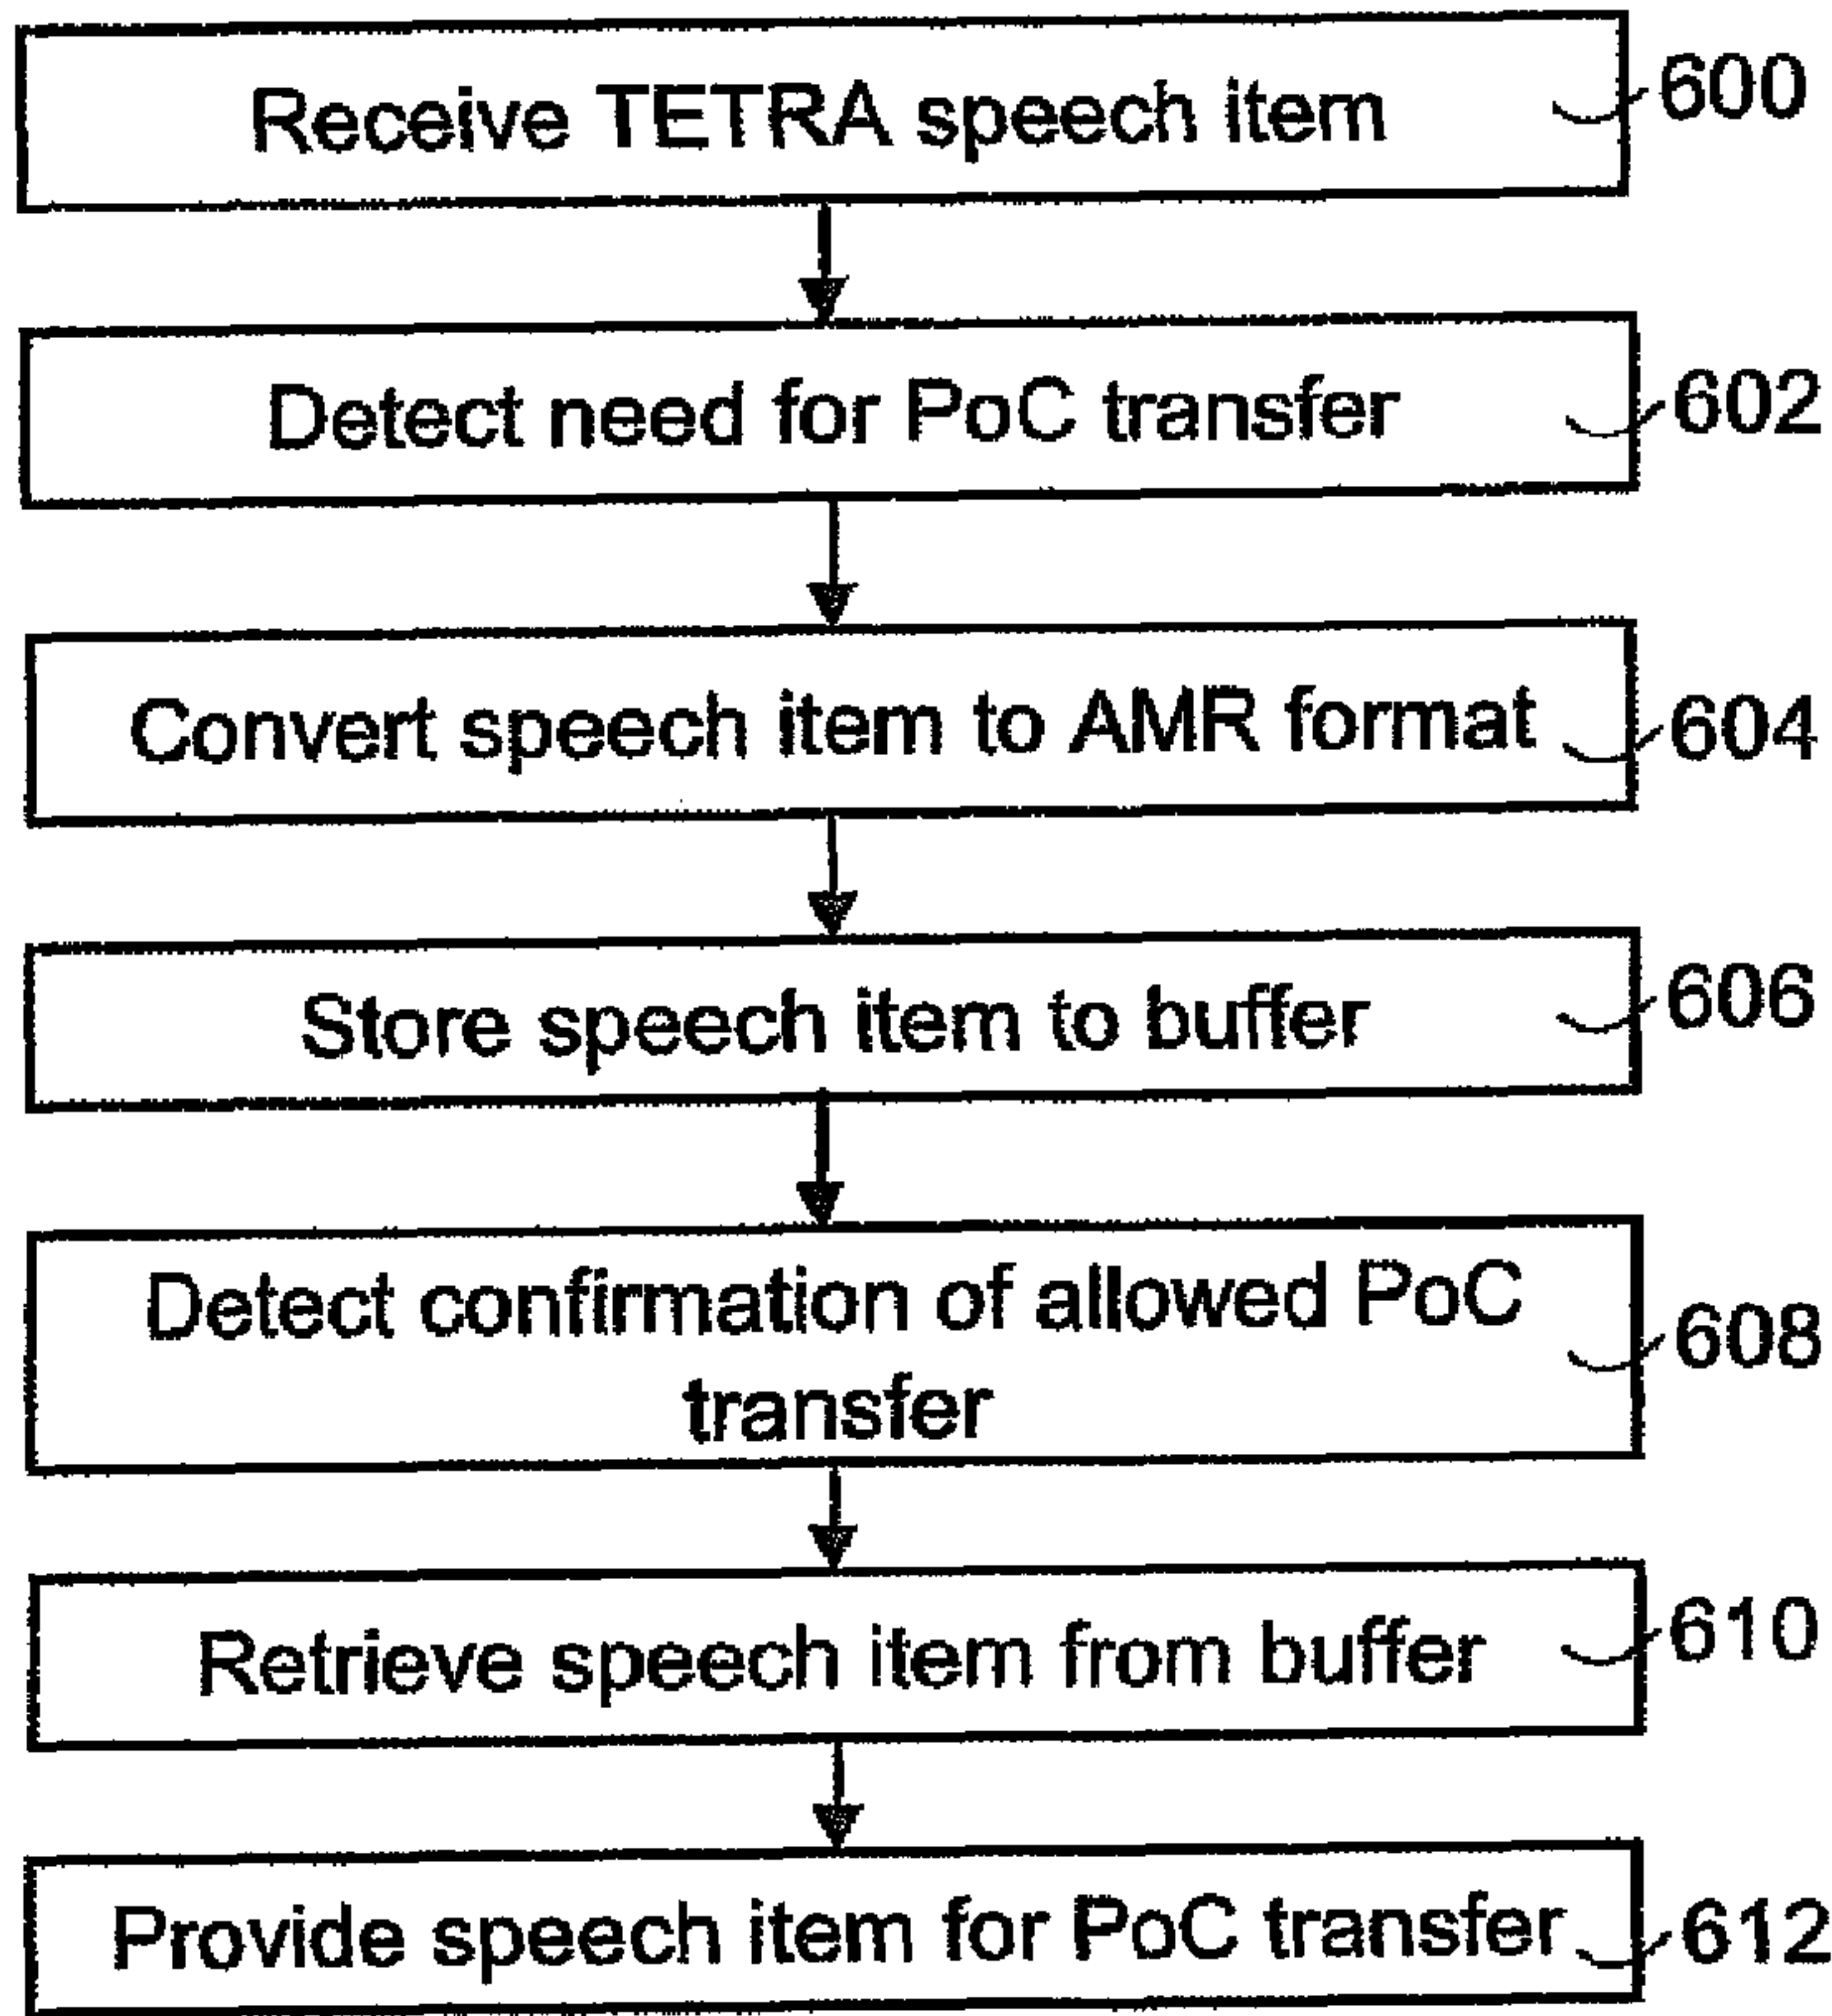 Receive TETRA speech item 600
Detect need for PoC transfer 602
Convert speech item to AMR format 604
Store speech item to buffer 606
Detect confirmation of allowed PoC
transfer 608
Retrieve speech item from buffer 610
Provide speech item for PoC transfer 612